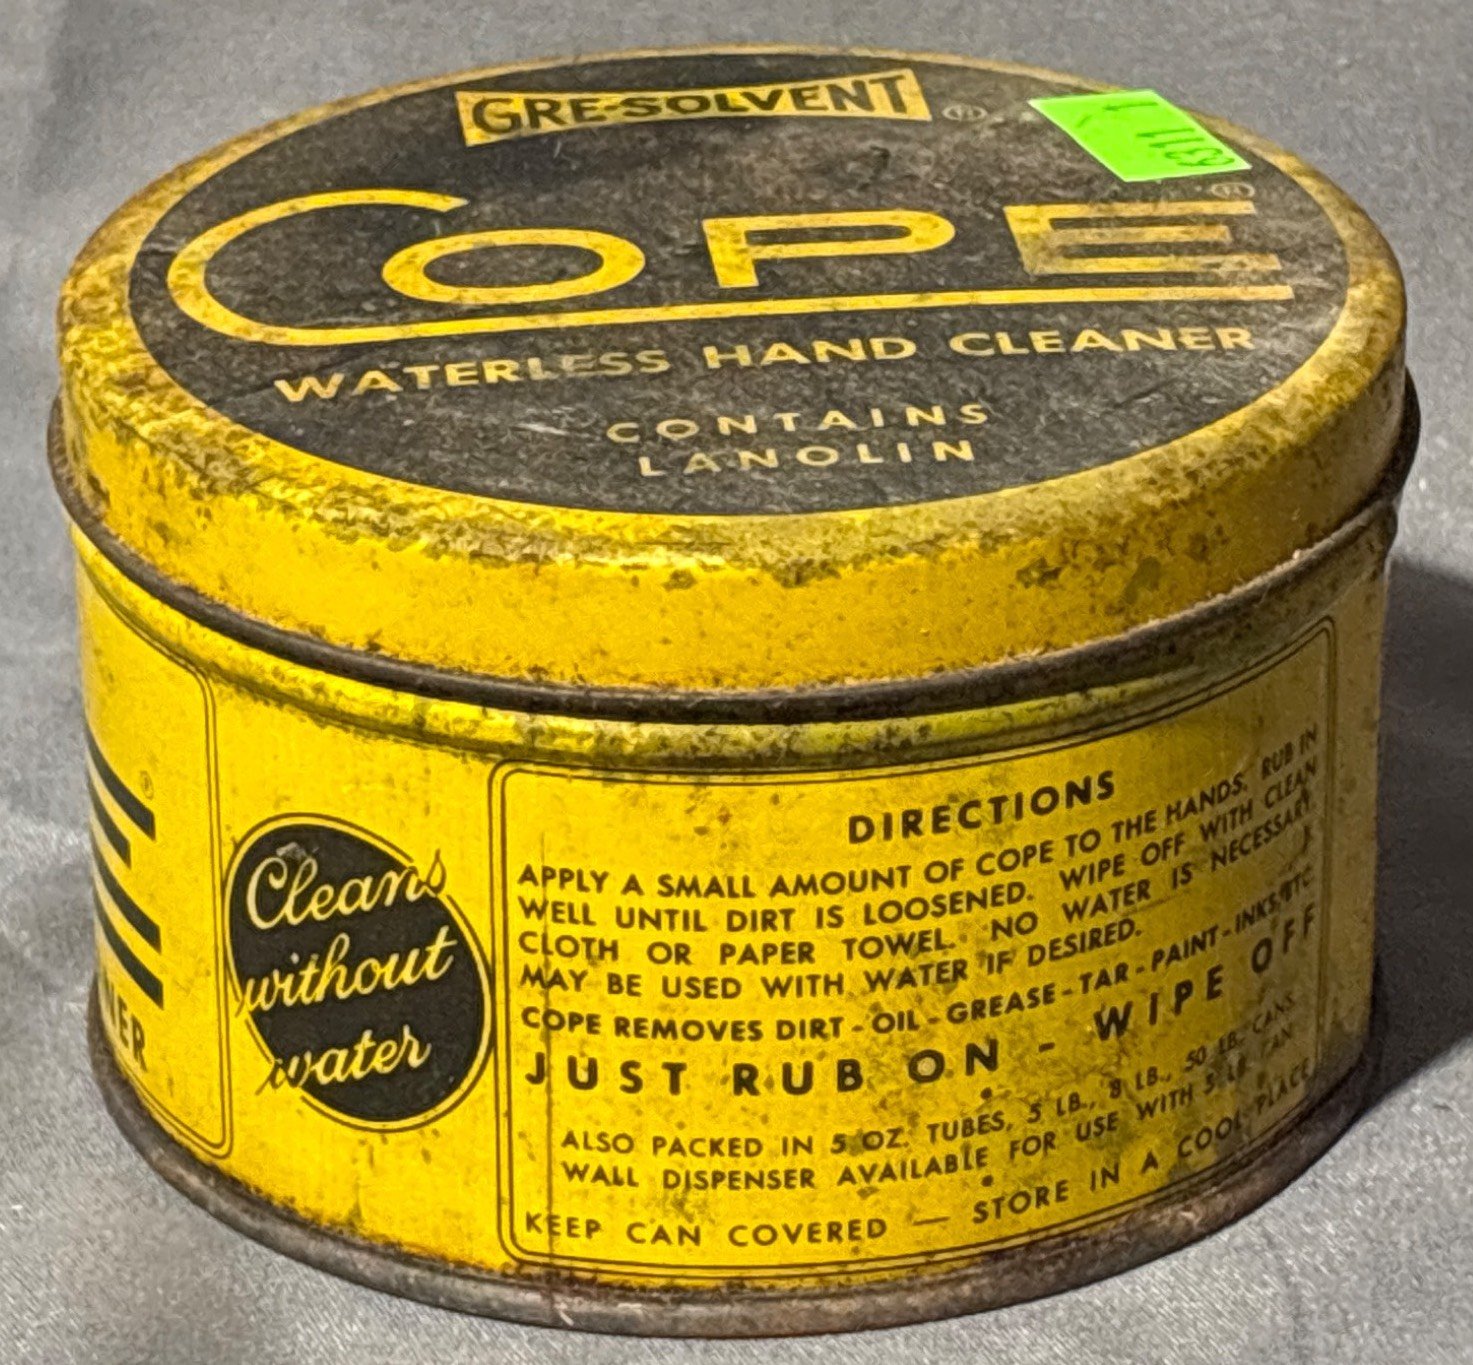 GRE-SOLVENT ®
COPE ®
WATERLESS HAND CLEANER
CONTAINS
LANOLIN
®
NER
Cleans
without
water
DIRECTIONS
APPLY A SMALL AMOUNT OF COPE TO THE HANDS. RUB IN
WELL UNTIL DIRT IS LOOSENED. WIPE OFF WITH CLEAN
CLOTH OR PAPER TOWEL. NO WATER IS NECESSARY
MAY BE USED WITH WATER IF DESIRED.
COPE REMOVES DIRT - OIL - GREASE - TAR - PAINT - INKS, ETC
JUST RUB ON - WIPE OFF
ALSO PACKED IN 5 OZ. TUBES, 5 LB., 8 LB., 50 LB. CANS
WALL DISPENSER AVAILABLE FOR USE WITH 5 LB. CAN
KEEP CAN COVERED — STORE IN A COOL PLACE